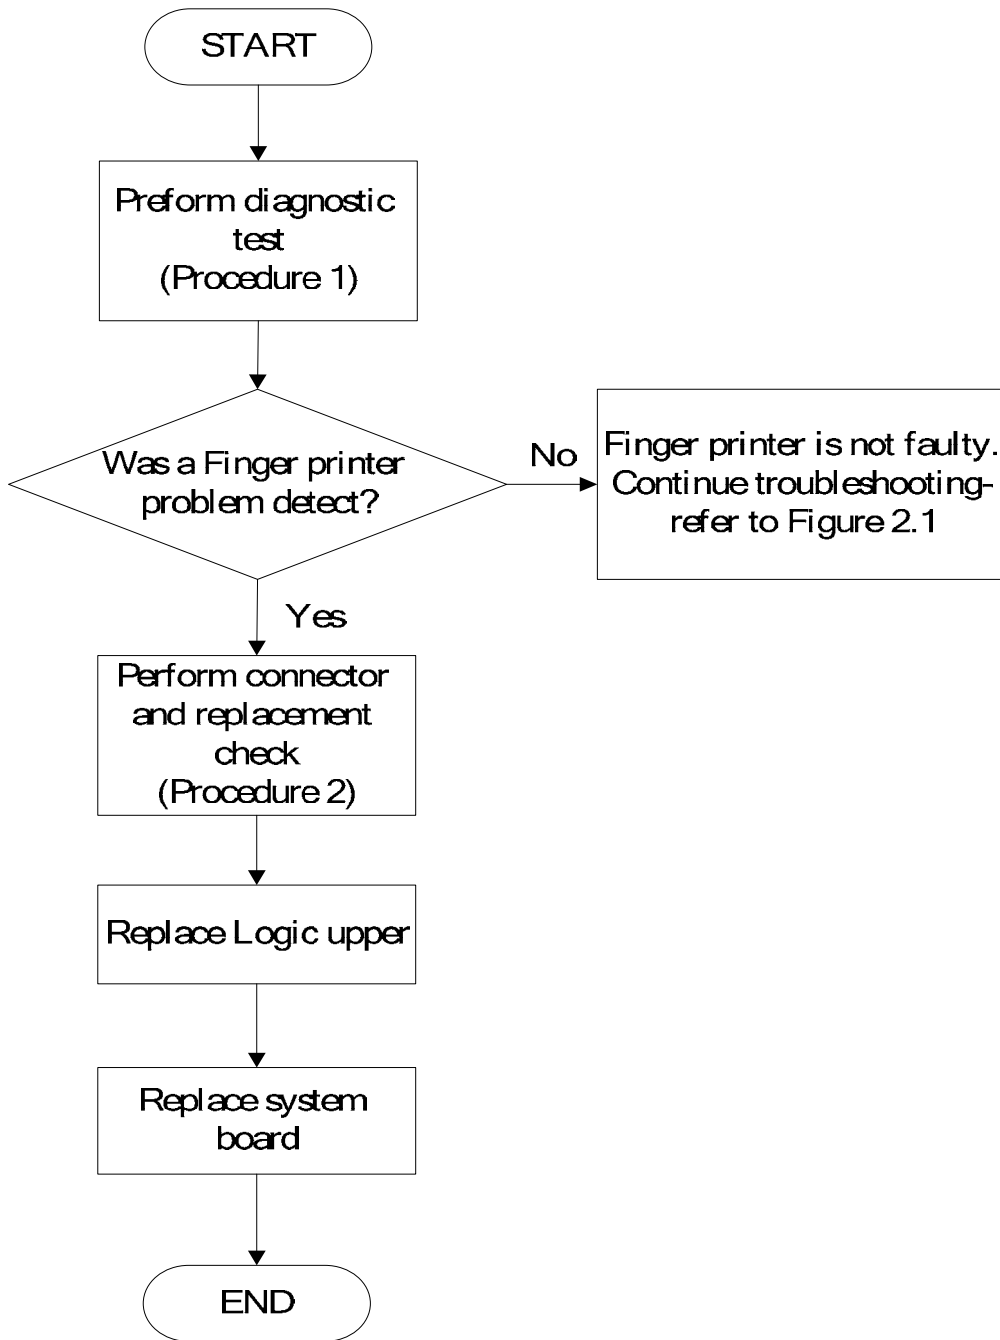 START
Preform diagnostic
test
(Procedure 1)
Was a Finger printer
problem detect?
No
Finger printer is not faulty.
Continue troubleshooting-
refer to Figure 2.1
Yes
Perform connector
and replacement
check
(Procedure 2)
Replace Logic upper
Replace system
board
END